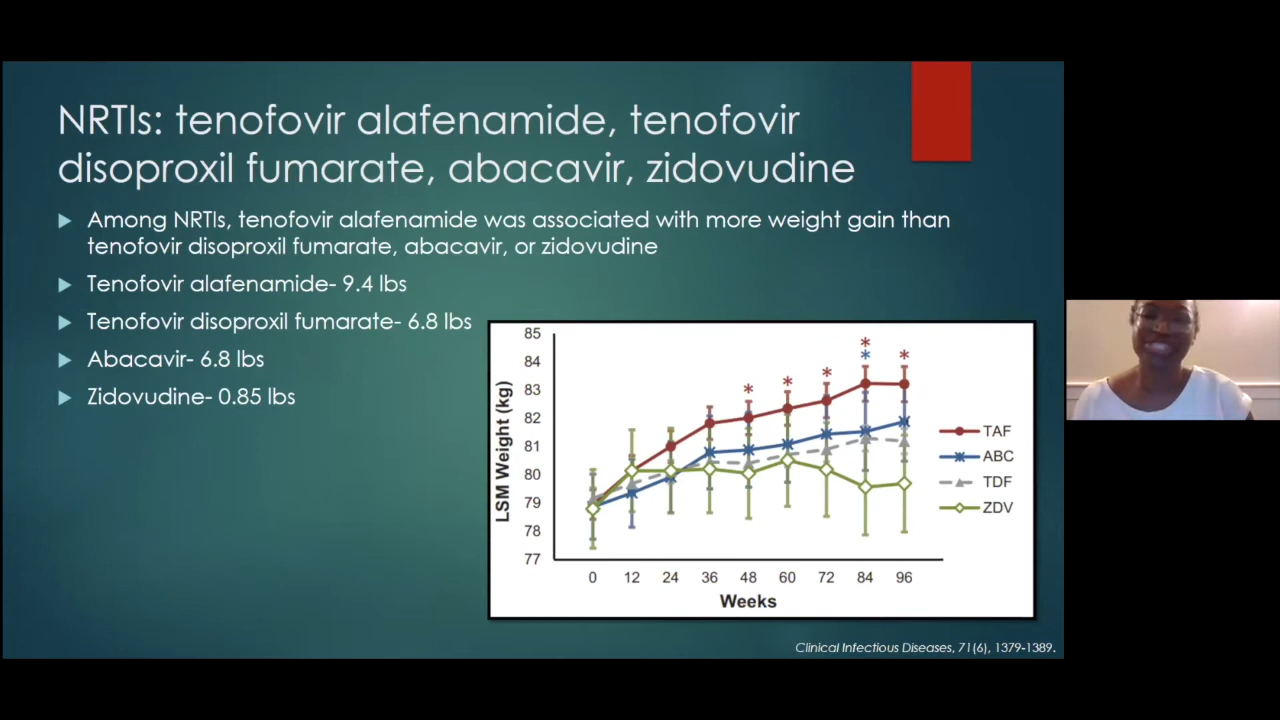 NRTIs: tenofovir alafenamide, tenofovir
disoproxil fumarate, abacavir, zidovudine
Among NRTIs, tenofovir alafenamide was associated with more weight gain than
tenofovir disoproxil fumarate, abacavir, or zidovudine
Tenofovir alafenamide- 9.4 lbs
Tenofovir disoproxil fumarate- 6.8 lbs
Abacavir- 6.8 lbs
Zidovudine- 0.85 lbs
LSM Weight (kg)
85
84
83
82
81
80
79
78
77
* * * * * * *
TAF
ABC
TDF
ZDV
0 12 24 36 48 60 72 84 96
Weeks
Clinical Infectious Diseases, 71(6), 1379-1389.